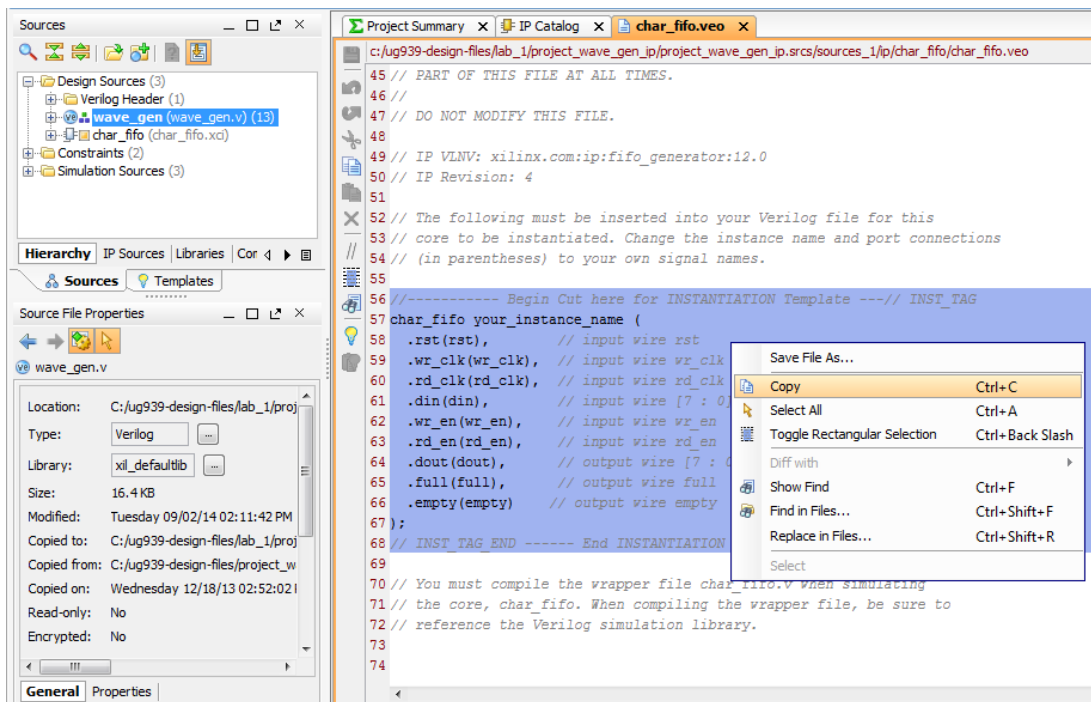 Sources
Design Sources (3)
Verilog Header (1)
wave_gen (wave_gen.v) (13)
char_fifo (char_fifo.xci)
Constraints (2)
Simulation Sources (3)
Hierarchy IP Sources Libraries
Sources Templates
Source File Properties
wave_gen.v
Location: C:/ug939-design-files/lab_1/proj
Type: Verilog ...
Library: xil_defaultlib ...
Size: 16.4 KB
Modified: Tuesday 09/02/14 02:11:42 PM
Copied to: C:/ug939-design-files/lab_1/proj
Copied from: C:/ug939-design-files/project_w
Copied on: Wednesday 12/18/13 02:52:02
Read-only: No
Encrypted: No
General Properties
Project Summary IP Catalog char_fifo.veo
c:/ug939-design-files/lab_1/project_wave_gen_ip/project_wave_gen_ip.srcs/sources_1/ip/char_fifo/char_fifo.veo
45 // PART OF THIS FILE AT ALL TIMES.
46 //
47 // DO NOT MODIFY THIS FILE.
48
49 // IP VLNV: xilinx.com:ip:fifo_generator:12.0
50 // IP Revision: 4
51
52 // The following must be inserted into your Verilog file for this
53 // core to be instantiated. Change the instance name and port connections
54 // (in parentheses) to your own signal names.
55
56 //----------- Begin Cut here for INSTANTIATION Template ---// INST_TAG
57 char_fifo your_instance_name (
58 .rst(rst), // input wire rst
59 .wr_clk(wr_clk), // input wire wr_clk
60 .rd_clk(rd_clk), // input wire rd_clk
61 .din(din), // input wire [7 : 0]
62 .wr_en(wr_en), // input wire wr_en
63 .rd_en(rd_en), // input wire rd_en
64 .dout(dout), // output wire [7 : 0
65 .full(full), // output wire full
66 .empty(empty) // output wire empty
67 );
68 // INST_TAG_END ------ End INSTANTIATION
69
70 // You must compile the wrapper file char_fifo.v when simulating
71 // the core, char_fifo. When compiling the wrapper file, be sure to
72 // reference the Verilog simulation library.
73
74
Save File As...
Copy Ctrl+C
Select All Ctrl+A
Toggle Rectangular Selection Ctrl+Back Slash
Diff with
Show Find Ctrl+F
Find in Files... Ctrl+Shift+F
Replace in Files... Ctrl+Shift+R
Select